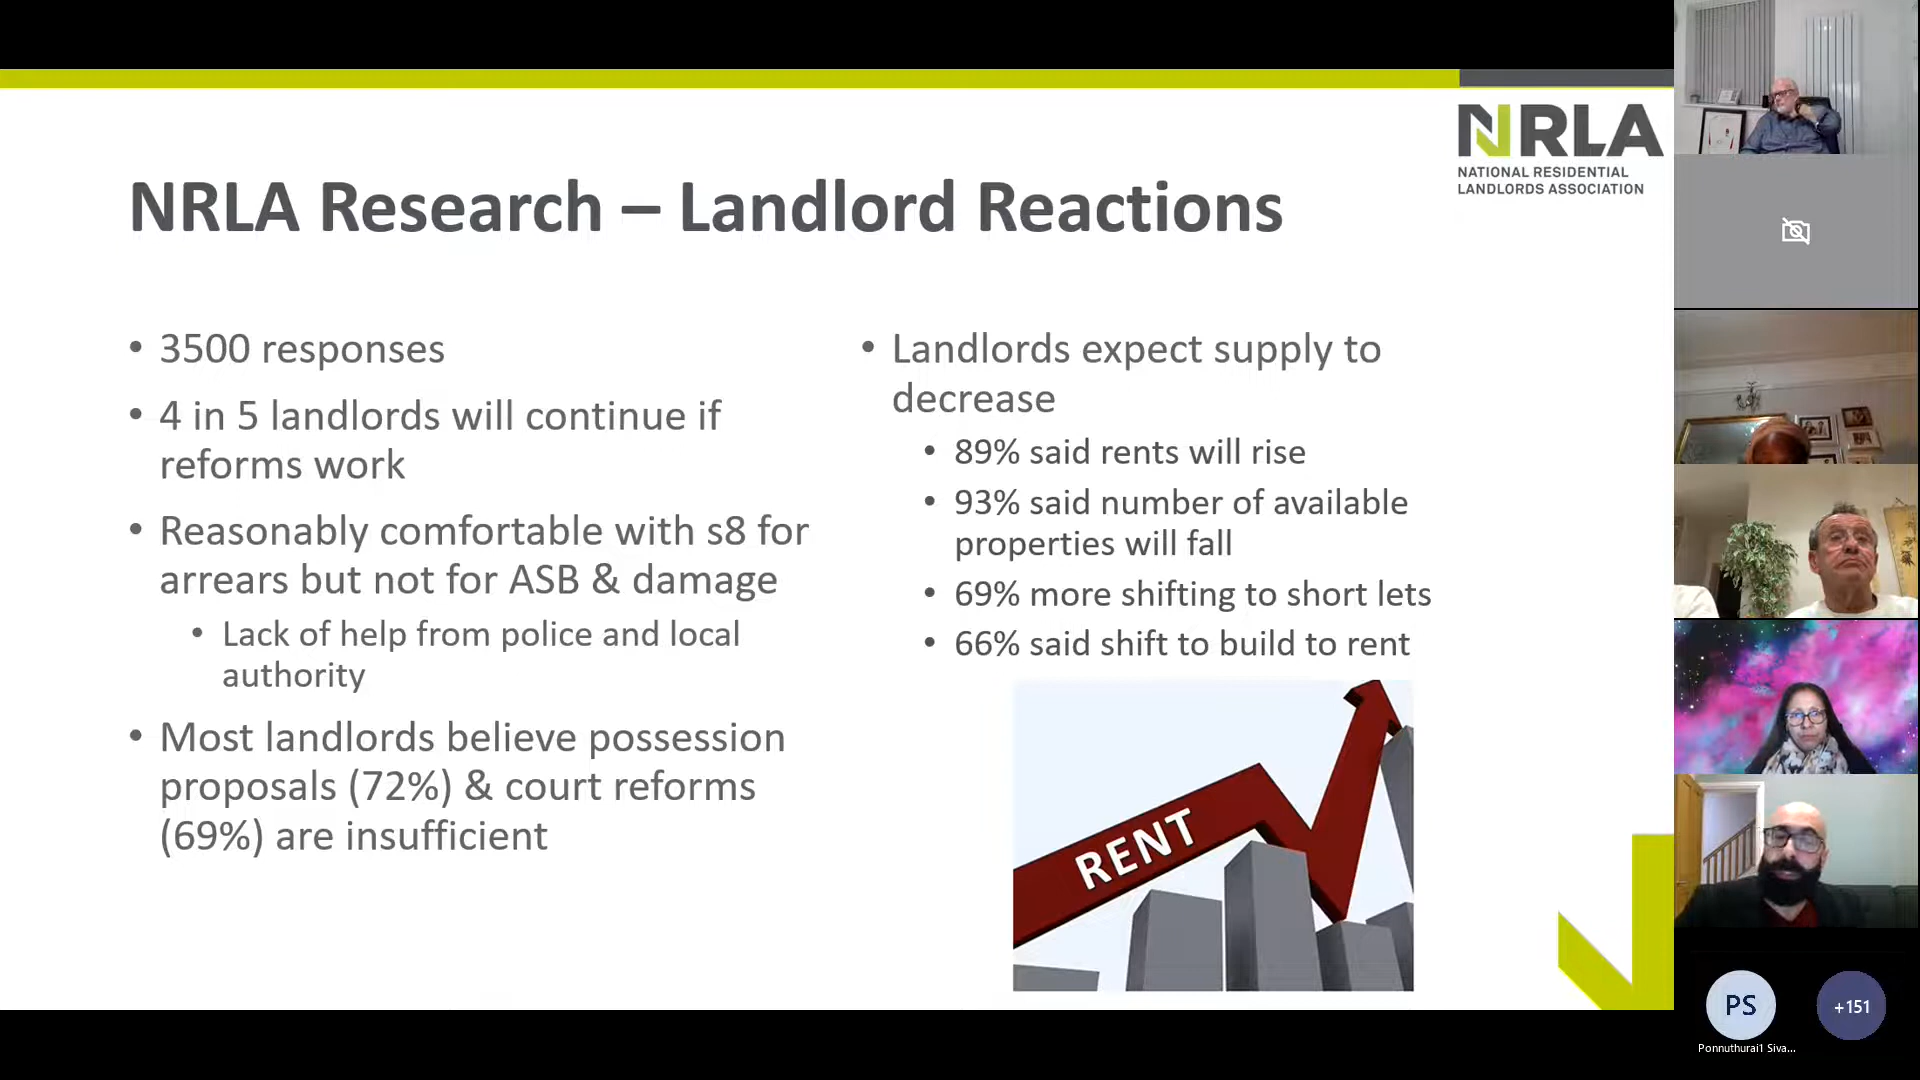 NRLA
NATIONAL RESIDENTIAL
LANDLORDS ASSOCIATION
NRLA Research – Landlord Reactions
• 3500 responses
• 4 in 5 landlords will continue if
reforms work
• Reasonably comfortable with s8 for
arrears but not for ASB & damage
• Lack of help from police and local
authority
• Most landlords believe possession
proposals (72%) & court reforms
(69%) are insufficient
• Landlords expect supply to
decrease
• 89% said rents will rise
• 93% said number of available
properties will fall
• 69% more shifting to short lets
• 66% said shift to build to rent
RENT
PS
+151
Ponnuthurai1 Siva...